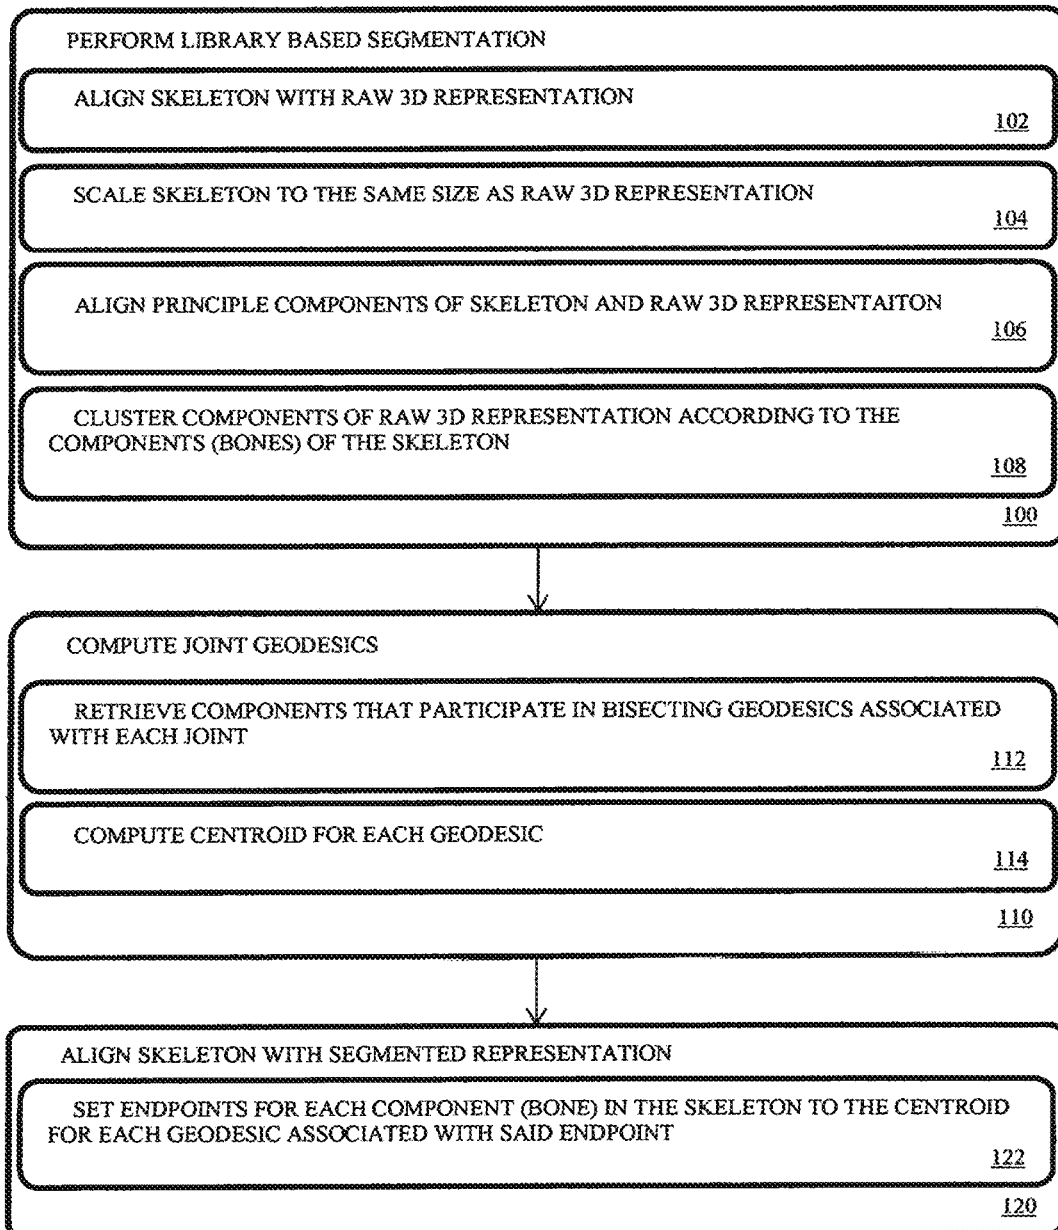 PERFORM LIBRARY BASED SEGMENTATION
ALIGN SKELETON WITH RAW 3D REPRESENTATION
102
SCALE SKELETON TO THE SAME SIZE AS RAW 3D REPRESENTATION
104
ALIGN PRINCIPLE COMPONENTS OF SKELETON AND RAW 3D REPRESENTAITON
106
CLUSTER COMPONENTS OF RAW 3D REPRESENTATION ACCORDING TO THE
COMPONENTS (BONES) OF THE SKELETON
108
100
COMPUTE JOINT GEODESICS
RETRIEVE COMPONENTS THAT PARTICIPATE IN BISECTING GEODESICS ASSOCIATED
WITH EACH JOINT
112
COMPUTE CENTROID FOR EACH GEODESIC
114
110
ALIGN SKELETON WITH SEGMENTED REPRESENTATION
SET ENDPOINTS FOR EACH COMPONENT (BONE) IN THE SKELETON TO THE CENTROID
FOR EACH GEODESIC ASSOCIATED WITH SAID ENDPOINT
122
120